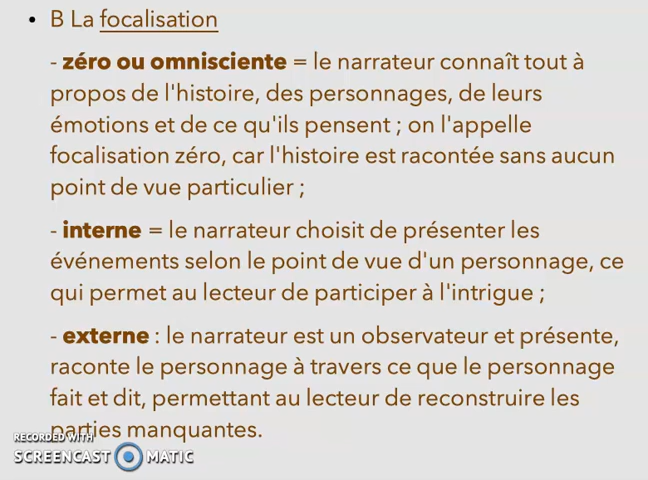 • B La focalisation
- zéro ou omnisciente = le narrateur connaît tout à
propos de l'histoire, des personnages, de leurs
émotions et de ce qu'ils pensent ; on l'appelle
focalisation zéro, car l'histoire est racontée sans aucun
point de vue particulier ;
- interne = le narrateur choisit de présenter les
événements selon le point de vue d'un personnage, ce
qui permet au lecteur de participer à l'intrigue ;
- externe : le narrateur est un observateur et présente,
raconte le personnage à travers ce que le personnage
fait et dit, permettant au lecteur de reconstruire les
parties manquantes.
RECORDED WITH
SCREENCAST MATIC